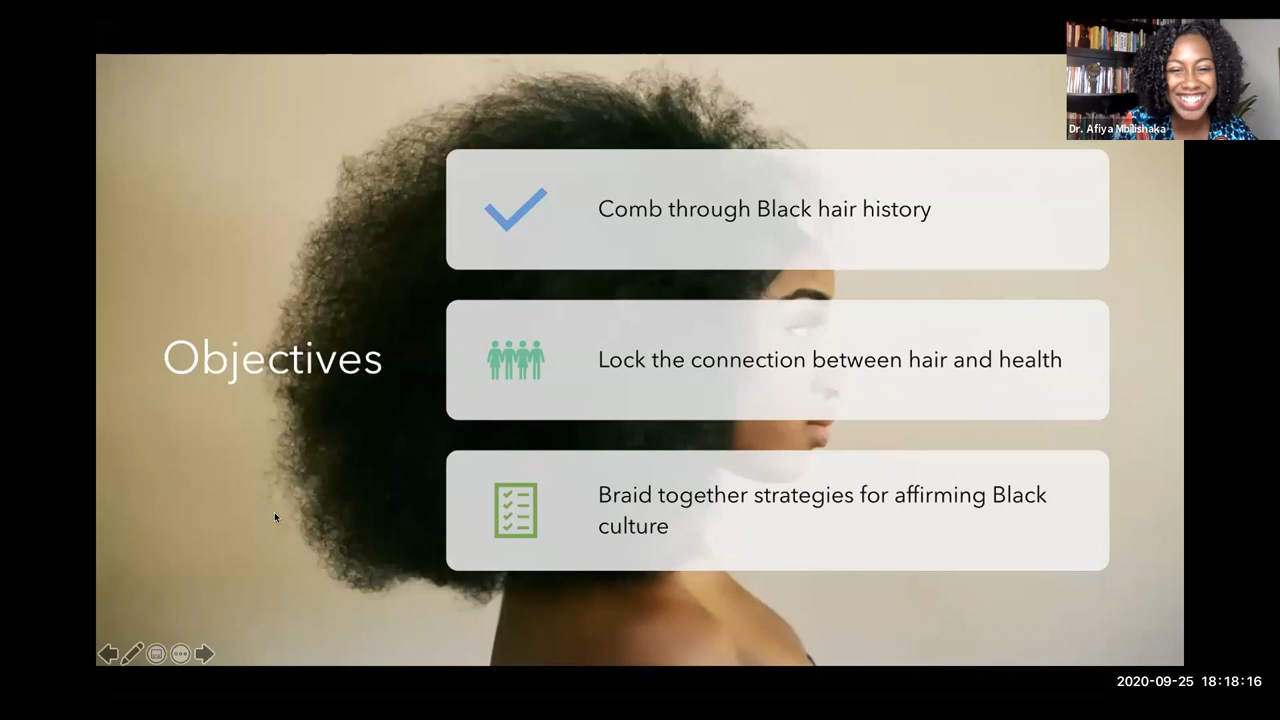 Dr. Afiya Mbilishaka
Comb through Black hair history
Objectives
Lock the connection between hair and health
Braid together strategies for affirming Black
culture
2020-09-25 18:18:16